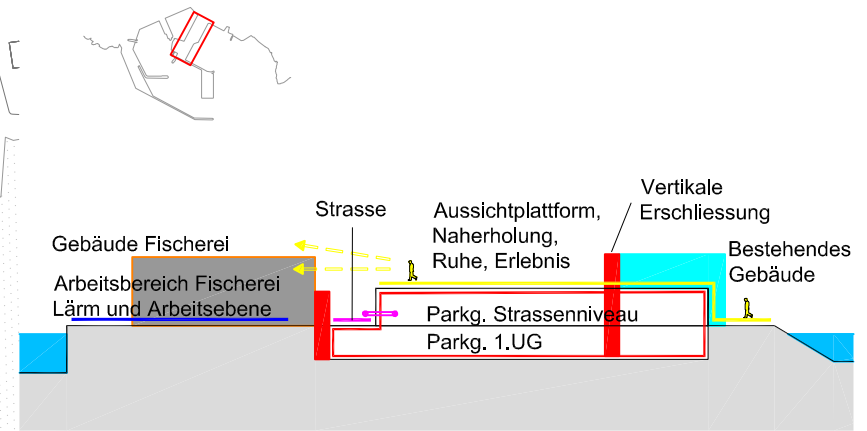 Vertikale
Erschliessung
Strasse
Aussichtplattform,
Naherholung,
Ruhe, Erlebnis
Gebäude Fischerei
Bestehendes
Gebäude
Arbeitsbereich Fischerei
Lärm und Arbeitsebene
Parkg. Strassenniveau
Parkg. 1.UG